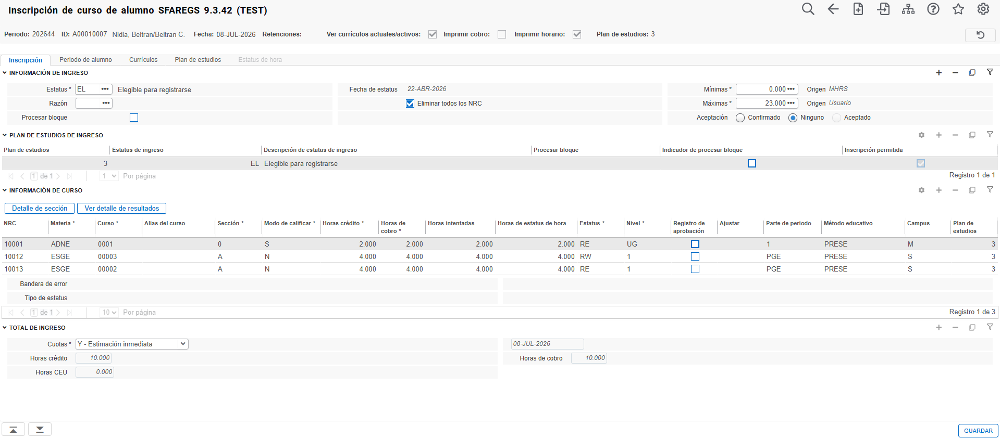 Inscripción de curso de alumno SFAREGS 9.3.42 (TEST)
Periodo: 202644 ID: A00010007 Nidia, Beltran/Beltran C. Fecha: 08-JUL-2026 Retenciones: Ver currículos actuales/activos: Imprimir cobro: Imprimir horario: Plan de estudios: 3
Inscripción Periodo de alumno Currículos Plan de estudios Estatus de hora
INFORMACIÓN DE INGRESO
Estatus * EL ••• Elegible para registrarse Fecha de estatus 22-ABR-2026 Mínimas * 0.000 ••• Origen MHRS
Razón ••• Eliminar todos los NRC Máximas * 23.000 ••• Origen Usuario
Procesar bloque Aceptación Confirmado Ninguno Aceptado
PLAN DE ESTUDIOS DE INGRESO
Plan de estudios Estatus de ingreso Descripción de estatus de ingreso Procesar bloque Indicador de procesar bloque Inscripción permitida
3 EL Elegible para registrarse
1 de 1 1 Por página Registro 1 de 1
INFORMACIÓN DE CURSO
Detalle de sección Ver detalle de resultados
NRC Materia * Curso * Alias del curso Sección * Modo de calificar * Horas crédito * Horas de cobro * Horas intentadas Horas de estatus de hora Estatus * Nivel * Registro de aprobación Ajustar Parte de periodo Método educativo Campus Plan de estudios
10001 ADNE 0001 0 S 2.000 2.000 2.000 2.000 RE UG 1 PRESE M 3
10012 ESGE 00003 A N 4.000 4.000 4.000 4.000 RW 1 PGE PRESE S 3
10013 ESGE 00002 A N 4.000 4.000 4.000 4.000 RE 1 PGE PRESE S 3
Bandera de error
Tipo de estatus
1 de 1 10 Por página Registro 1 de 3
TOTAL DE INGRESO
Cuotas * Y - Estimación inmediata 08-JUL-2026
Horas crédito 10.000 Horas de cobro 10.000
Horas CEU 0.000
GUARDAR